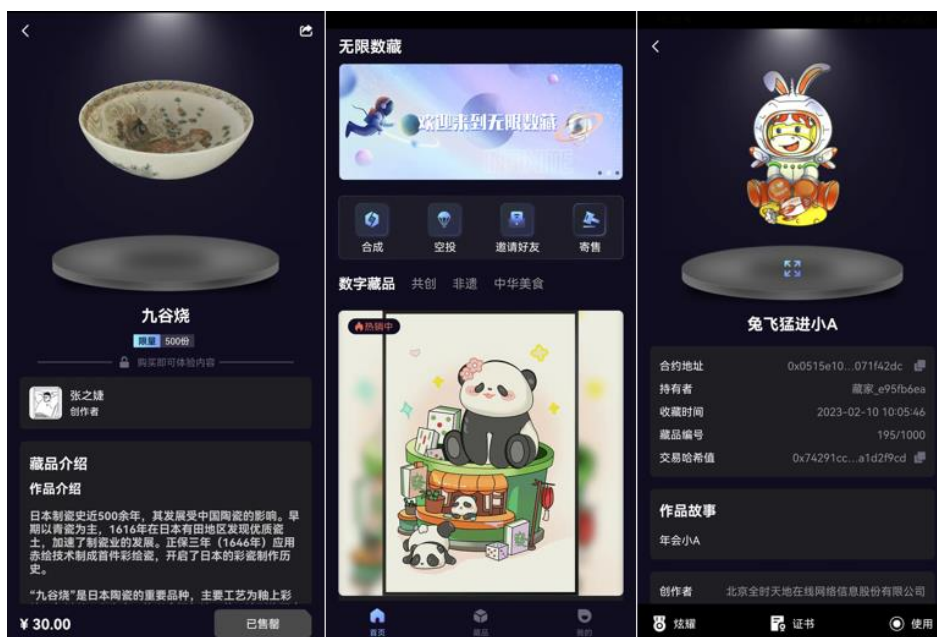 九谷烧
限量 500份
购买即可体验内容
张之婕
创作者
藏品介绍
作品介绍
日本制瓷史近500余年，其发展受中国陶瓷的影响。早
期以青瓷为主，1616年在日本有田地区发现优质瓷
土，加速了制瓷业的发展。正保三年（1646年）应用
赤绘技术制成首件彩绘瓷，开启了日本的彩瓷制作历
史。
“九谷烧”是日本陶瓷的重要品种，主要工艺为釉上彩
¥ 30.00
已售罄
无限数藏
欢迎来到无限数藏
合成
空投
邀请好友
寄售
数字藏品 共创 非遗 中华美食
热销中
首页
藏品
我的
兔飞猛进小A
合约地址 0x0515e10...071f42dc
持有者 藏家_e95fb6ea
收藏时间 2023-02-10 10:05:46
藏品编号 195/1000
交易哈希值 0x74291cc...a1d2f9cd
作品故事
年会小A
创作者 北京全时天地在线网络信息股份有限公司
炫耀
证书
使用